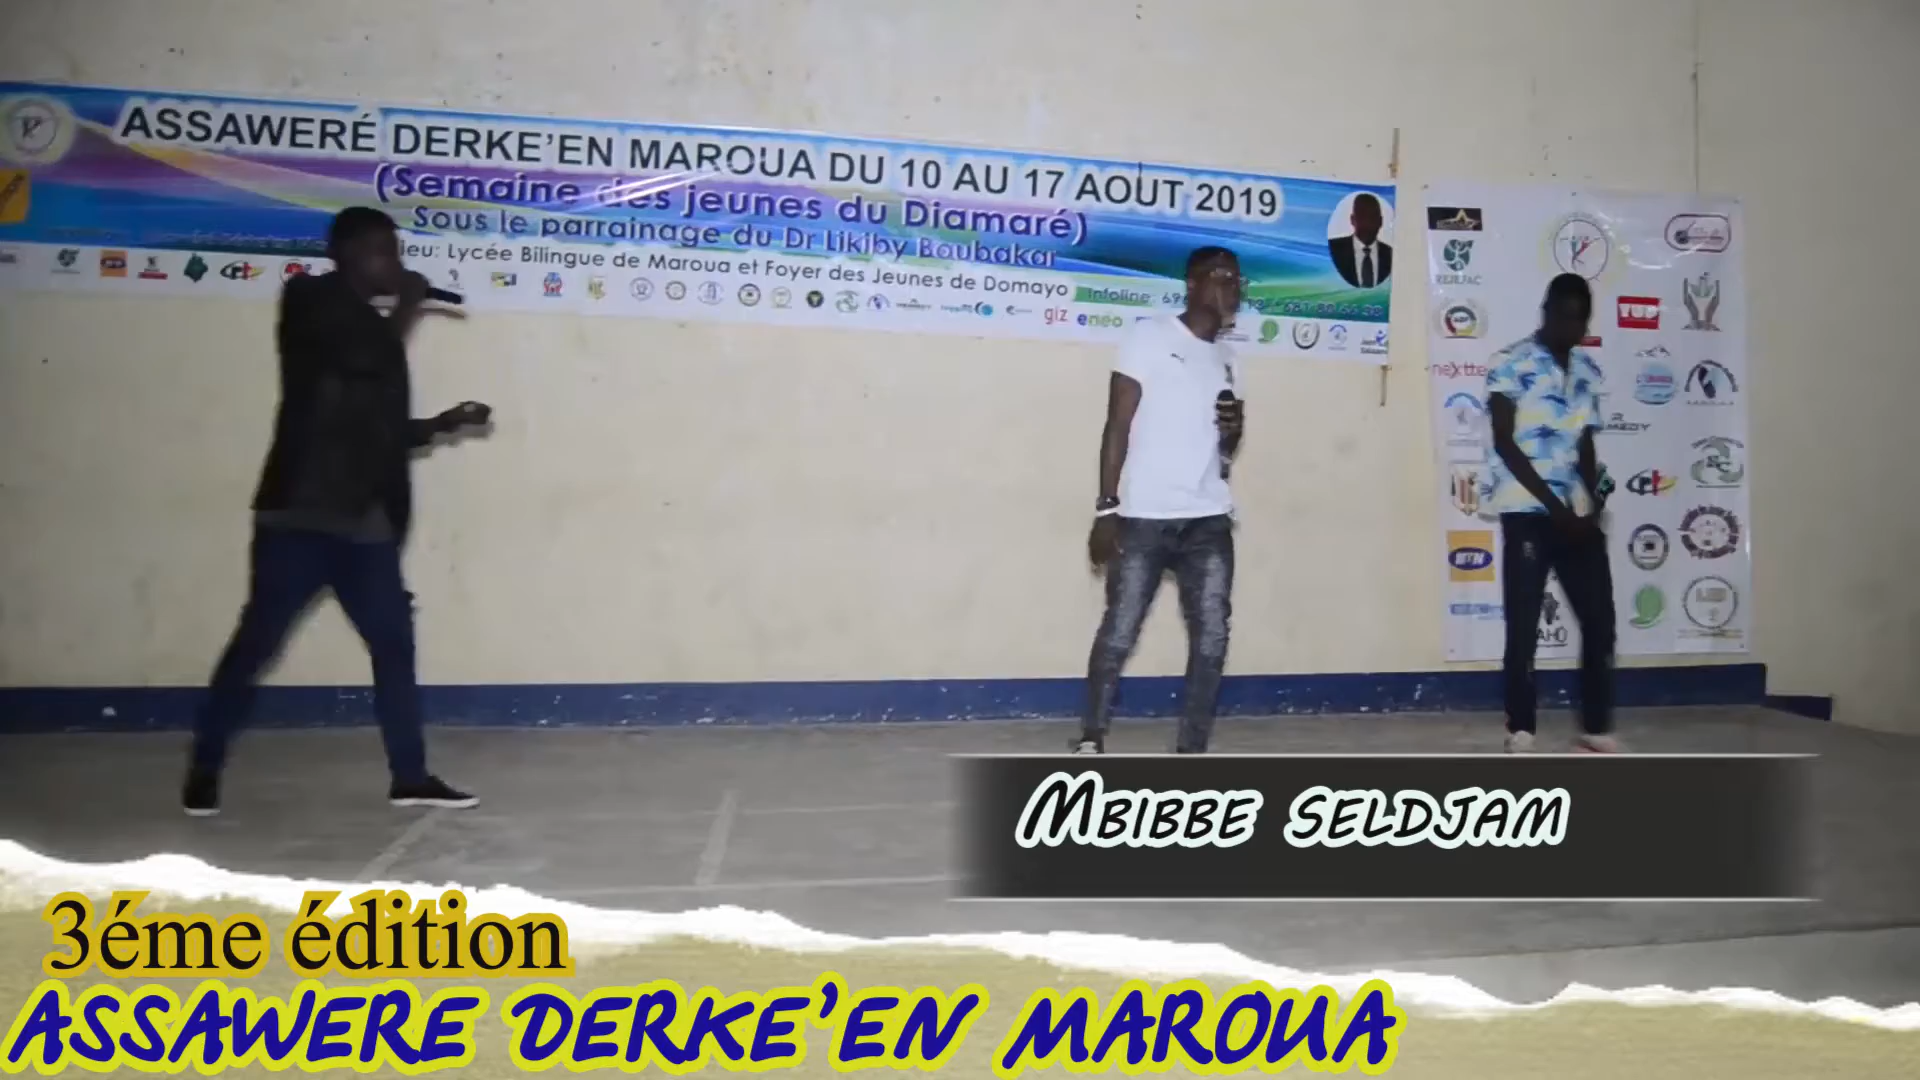 ASSAWERÉ DERKE'EN MAROUA DU 10 AU 17 AOUT 2019
(Semaine des jeunes du Diamaré)
Sous le parrainage du Dr Likiby Boubakar
Lycée Bilingue de Maroua et Foyer des Jeunes de Domayo
Infoline:
giz
eneo
REJEFAC
nextte
MTN
MBIBBE SELDJAM
3éme édition
ASSAWERE DERKE'EN MAROUA